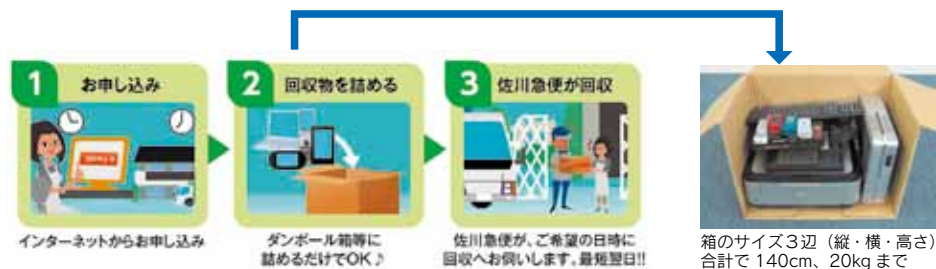 1 お申し込み
インターネットからお申し込み
2 回収物を詰める
ダンボール箱等に
詰めるだけでOK♪
3 佐川急便が回収
佐川急便が、ご希望の日時に
回収へお伺いします。最短翌日!!
箱のサイズ3辺（縦・横・高さ）
合計で 140cm、20kg まで